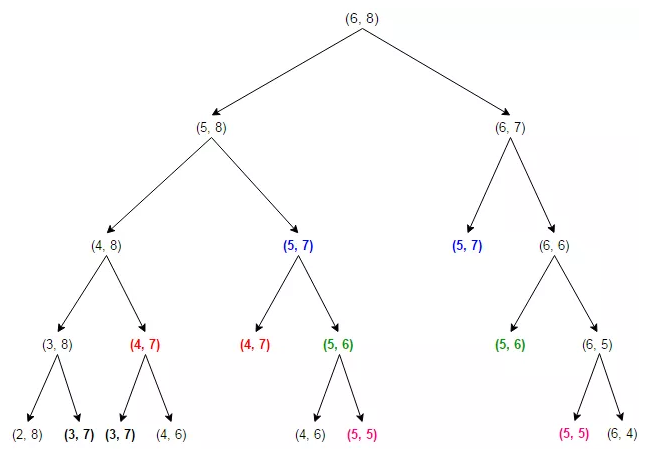 (6, 8)
(5, 8) (6, 7)
(4, 8) (5, 7) (5, 7) (6, 6)
(3, 8) (4, 7) (4, 7) (5, 6) (5, 6) (6, 5)
(2, 8) (3, 7) (3, 7) (4, 6) (4, 6) (5, 5) (5, 5) (6, 4)